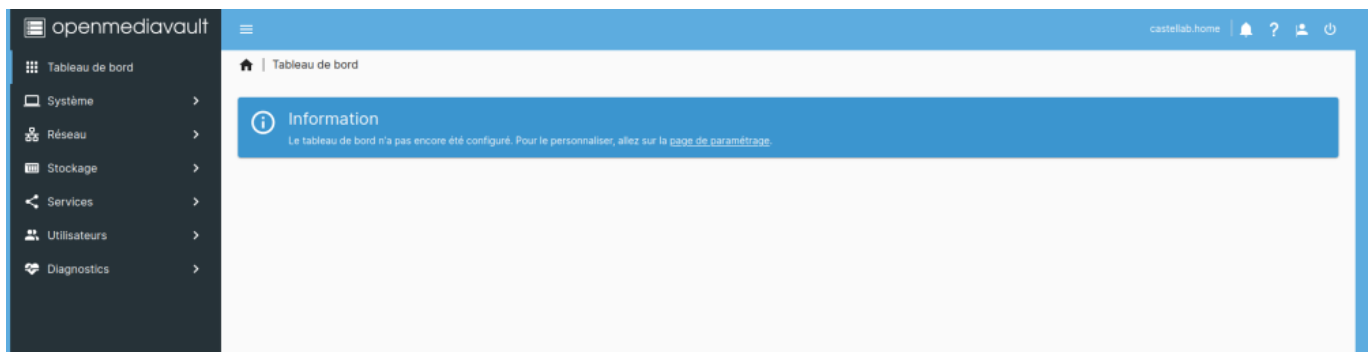 openmediavault
castellab.home
?
Tableau de bord
Système
Réseau
Stockage
Services
Utilisateurs
Diagnostics
| Tableau de bord
Information
Le tableau de bord n'a pas encore été configuré. Pour le personnaliser, allez sur la page de paramétrage.